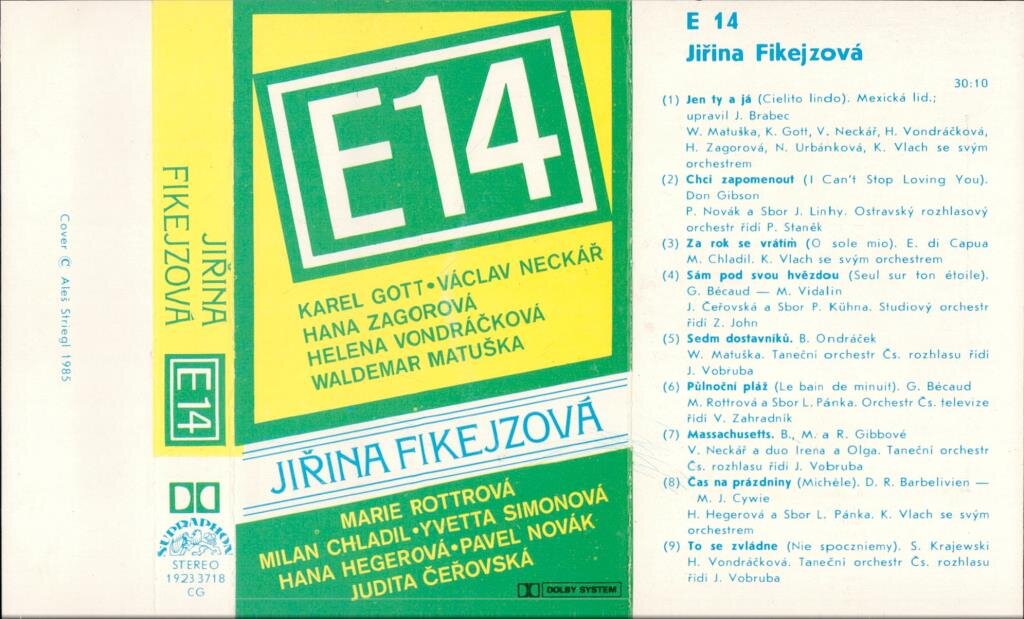 Cover © Aleš Striegl 1985
JIŘINA
FIKEJZOVÁ
E14
SUPRAPHON
STEREO
1923 3718
CG
E14
KAREL GOTT • VÁCLAV NECKÁŘ
HANA ZAGOROVÁ
HELENA VONDRÁČKOVÁ
WALDEMAR MATUŠKA
JIŘINA FIKEJZOVÁ
MARIE ROTTROVÁ
MILAN CHLADIL • YVETTA SIMONOVÁ
HANA HEGEROVÁ • PAVEL NOVÁK
JUDITA ČEŘOVSKÁ
DOLBY SYSTEM
E 14
Jiřina Fikejzová
30:10
(1) Jen ty a já (Cielito lindo). Mexická lid.;
upravil J. Brabec
W. Matuška, K. Gott, V. Neckář, H. Vondráčková,
H. Zagorová, N. Urbánková, K. Vlach se svým
orchestrem
(2) Chci zapomenout (I Can't Stop Loving You).
Don Gibson
P. Novák a Sbor J. Linhy. Ostravský rozhlasový
orchestr řídí P. Staněk
(3) Za rok se vrátím (O sole mio). E. di Capua
M. Chladil. K. Vlach se svým orchestrem
(4) Sám pod svou hvězdou (Seul sur ton étoile).
G. Bécaud — M. Vidalin
J. Čeřovská a Sbor P. Kühna. Studiový orchestr
řídí Z. John
(5) Sedm dostavníků. B. Ondráček
W. Matuška. Taneční orchestr Čs. rozhlasu řídí
J. Vobruba
(6) Půlnoční pláž (Le bain de minuit). G. Bécaud
M. Rottrová a Sbor L. Pánka. Orchestr Čs. televize
řídí V. Zahradník
(7) Massachusetts. B., M. a R. Gibbové
V. Neckář a duo Irena a Olga. Taneční orchestr
Čs. rozhlasu řídí J. Vobruba
(8) Čas na prázdniny (Michéle). D. R. Barbelivien —
M. J. Cywie
H. Hegerová a Sbor L. Pánka. K. Vlach se svým
orchestrem
(9) To se zvládne (Nie spoczniemy). S. Krajewski
H. Vondráčková. Taneční orchestr Čs. rozhlasu
řídí J. Vobruba